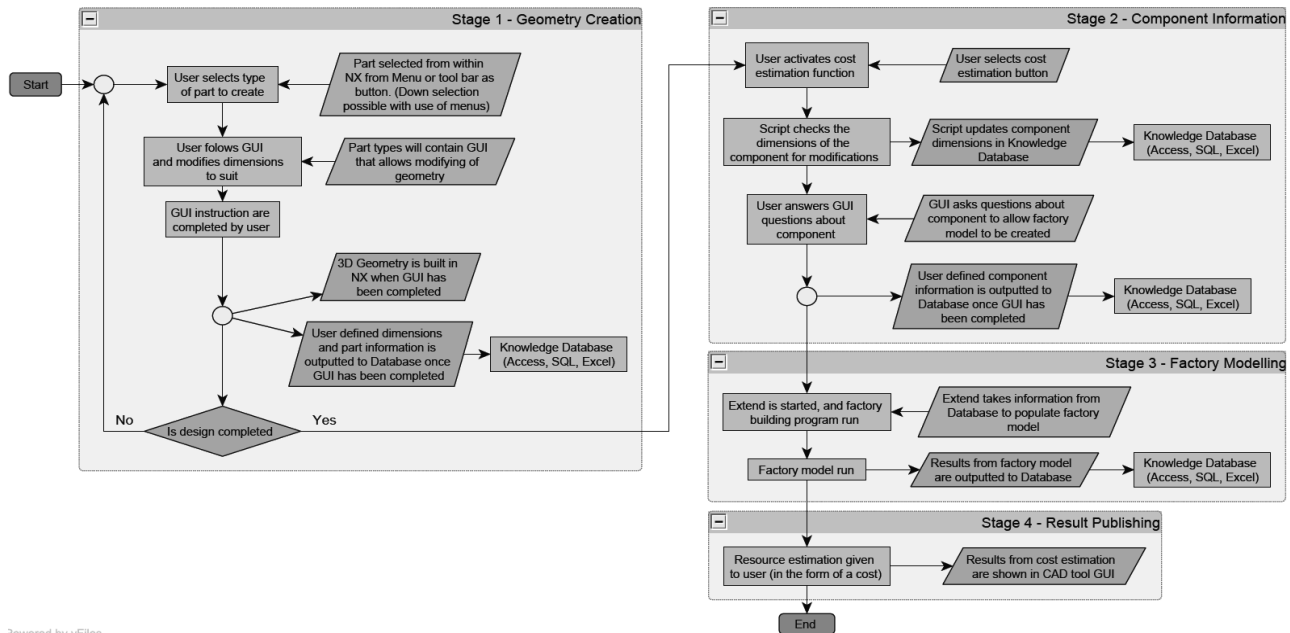 Stage 1 - Geometry Creation
Start
User selects type
of part to create
Part selected from within
NX from Menu or tool bar as
button. (Down selection
possible with use of menus)
User folows GUI
and modifies dimensions
to suit
Part types will contain GUI
that allows modifying of
geometry
GUI instruction are
completed by user
3D Geometry is built in
NX when GUI has
been completed
User defined dimensions
and part information is
outputted to Database once
GUI has been completed
Knowledge Database
(Access, SQL, Excel)
No
Is design completed
Yes
Stage 2 - Component Information
User activates cost
estimation function
User selects cost
estimation button
Script checks the
dimensions of the
component for modifications
Script updates component
dimensions in Knowledge
Database
Knowledge Database
(Access, SQL, Excel)
User answers GUI
questions about
component
GUI asks questions about
component to allow factory
model to be created
User defined component
information is outputted to
Database once GUI has
been completed
Knowledge Database
(Access, SQL, Excel)
Stage 3 - Factory Modelling
Extend is started, and factory
building program run
Extend takes information from
Database to populate factory
model
Factory model run
Results from factory model
are outputted to Database
Knowledge Database
(Access, SQL, Excel)
Stage 4 - Result Publishing
Resource estimation given
to user (in the form of a cost)
Results from cost estimation
are shown in CAD tool GUI
End